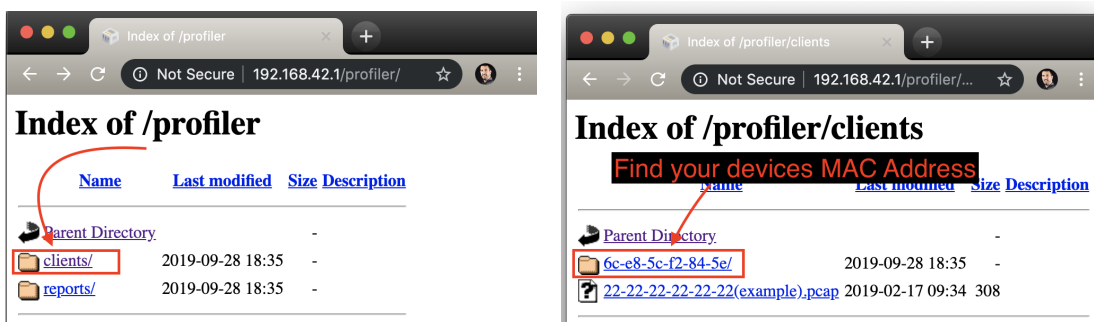 Index of /profiler
Not Secure | 192.168.42.1/profiler/
Index of /profiler
Name Last modified Size Description
Parent Directory -
clients/ 2019-09-28 18:35 -
reports/ 2019-09-28 18:35 -
Index of /profiler/clients
Not Secure | 192.168.42.1/profiler/...
Index of /profiler/clients
Find your devices MAC Address
Name Last modified Size Description
Parent Directory -
6c-e8-5c-f2-84-5e/ 2019-09-28 18:35 -
22-22-22-22-22-22(example).pcap 2019-02-17 09:34 308